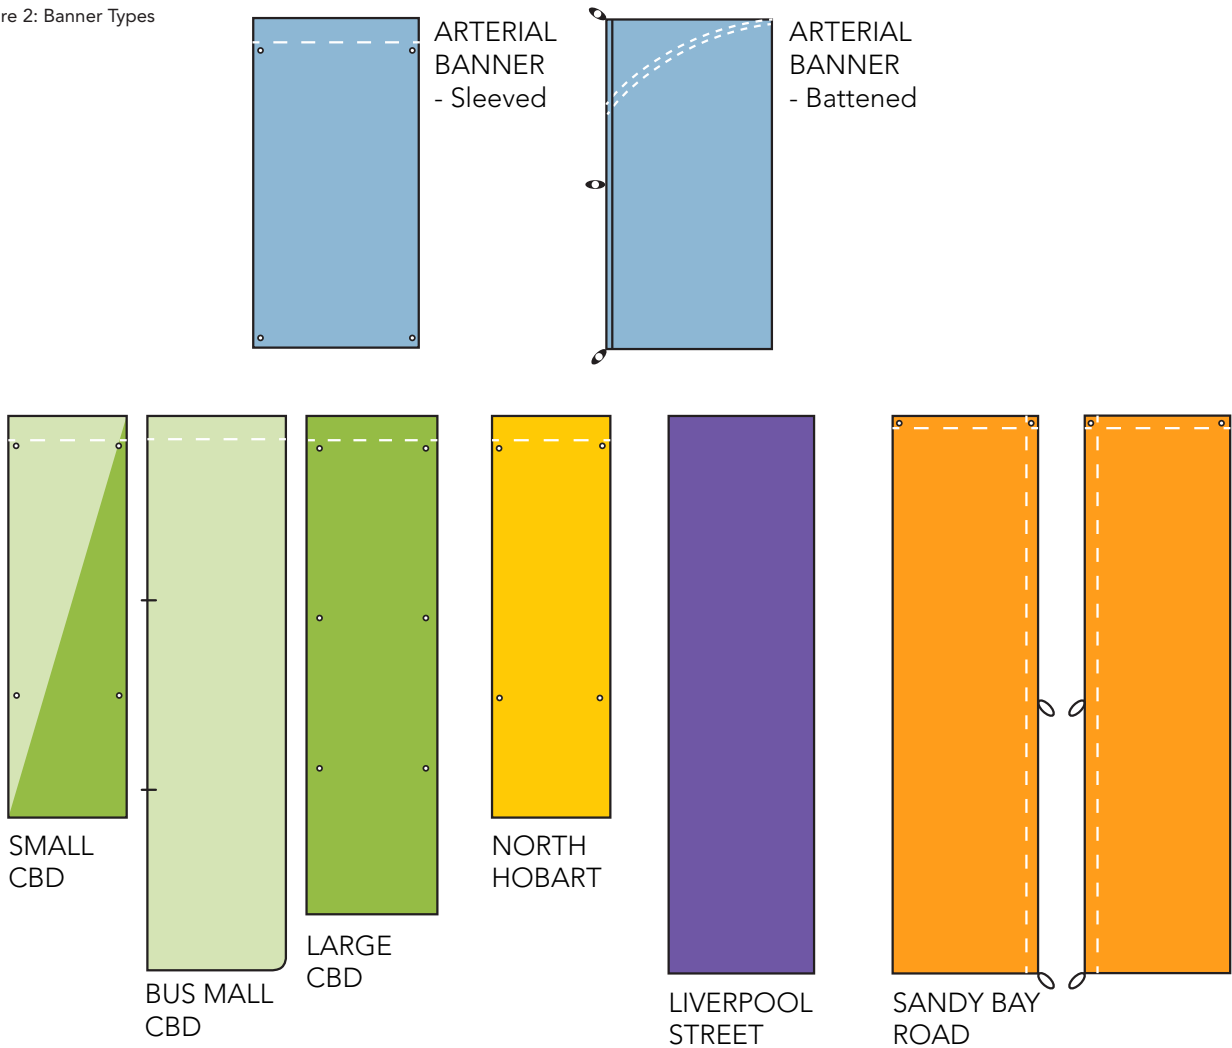 re 2: Banner Types
ARTERIAL
BANNER
- Sleeved
ARTERIAL
BANNER
- Battened
SMALL
CBD
BUS MALL
CBD
LARGE
CBD
NORTH
HOBART
LIVERPOOL
STREET
SANDY BAY
ROAD